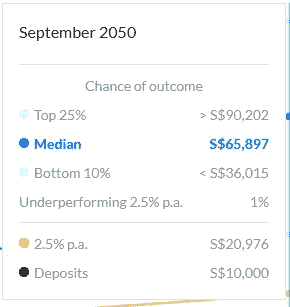 September 2050
Chance of outcome
Top 25% > S$90,202
Median S$65,897
Bottom 10% < S$36,015
Underperforming 2.5% p.a. 1%
2.5% p.a. S$20,976
Deposits S$10,000